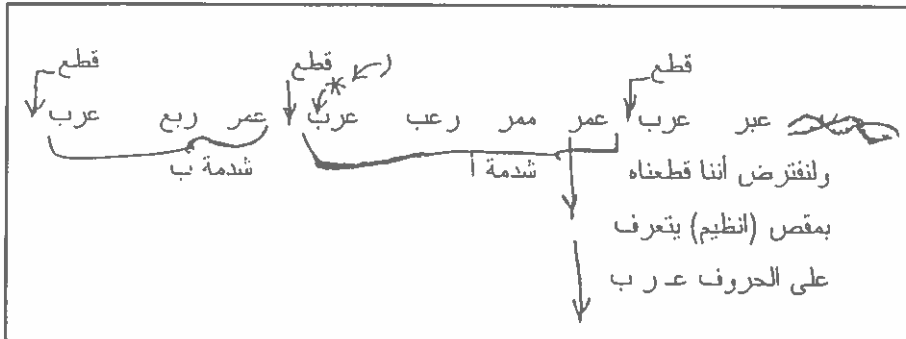 قطع قطع قطع
عبر عرب عمر ممر رعب عرب عمر ربع عرب
ولنفترض أننا قطعناه شدمة أ شدمة ب
بمقص (انظيم) يتعرف
على الحروف عـ ر ب